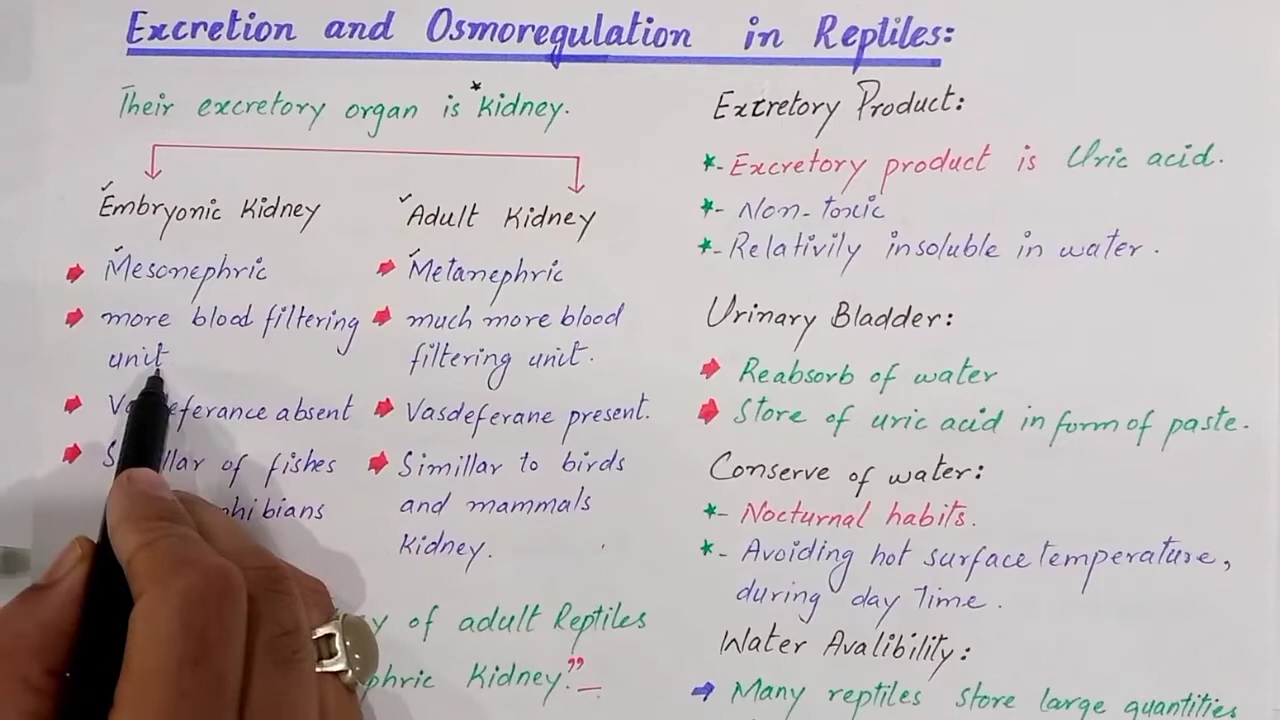 Excretion and Osmoregulation in Reptiles:
Their excretory organ is *kidney.
Embryonic Kidney
Mesonephric
more blood filtering
unit
absent
of fishes
Adult Kidney
Metanephric
much more blood
filtering unit.
Vasdeferane present.
Simillar to birds
and mammals
kidney.
of adult Reptiles
Kidney."
Exctretory Product:
*- Excretory product is Uric acid.
*- Non-toxic
*- Relativily insoluble in water.
Urinary Bladder:
Reabsorb of water
Store of uric acid in form of paste.
Conserve of water:
*- Nocturnal habits.
*- Avoiding hot surface temperature,
during day Time.
Water Avalibility:
Many reptiles store large quantities